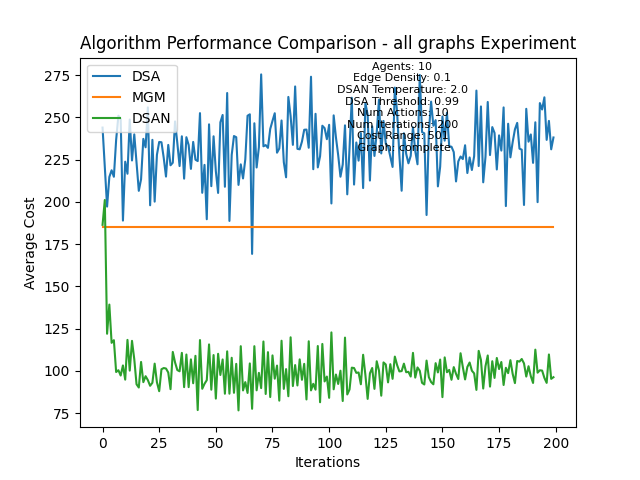 Algorithm Performance Comparison - all graphs Experiment
DSA
MGM
DSAN
Agents: 10
Edge Density: 0.1
DSAN Temperature: 2.0
DSA Threshold: 0.99
Num Actions: 10
Num Iterations: 200
Cost Range: 501
Graph: complete
Average Cost
275
250
225
200
175
150
125
100
75
0 25 50 75 100 125 150 175 200
Iterations